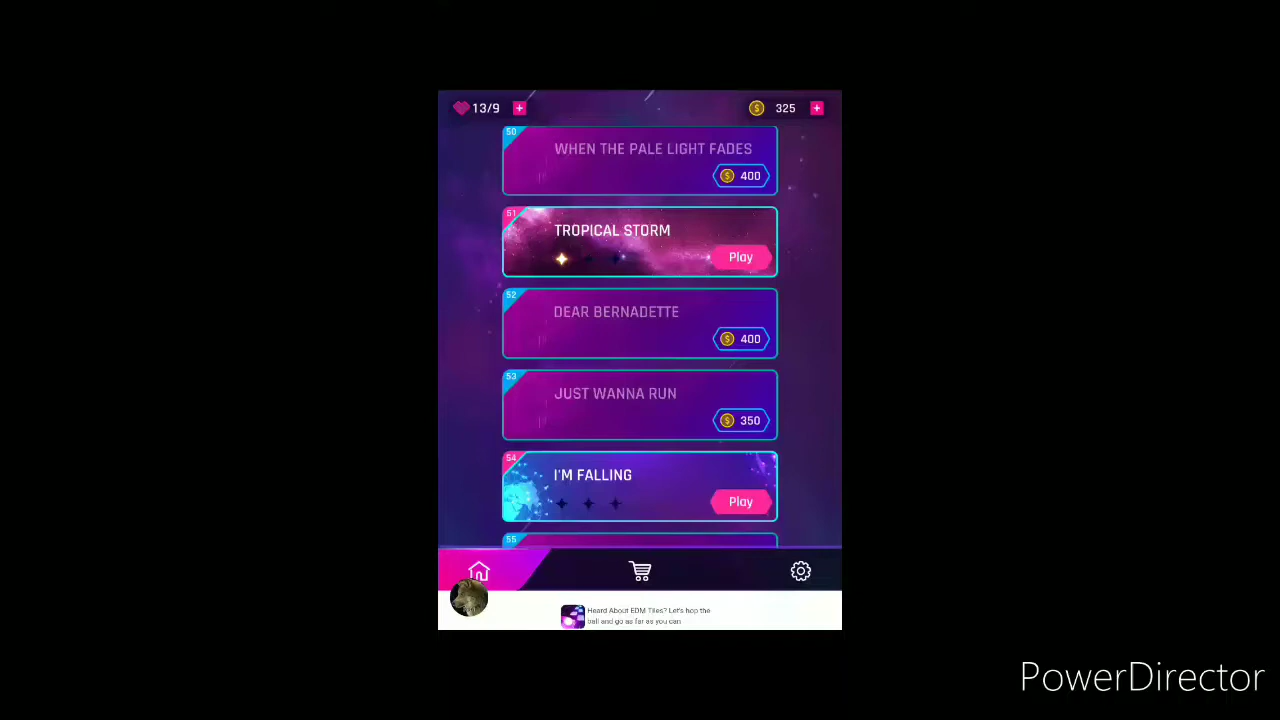 13/9
325
50
WHEN THE PALE LIGHT FADES
400
51
TROPICAL STORM
Play
52
DEAR BERNADETTE
400
53
JUST WANNA RUN
350
54
I'M FALLING
Play
55
Heard About EDM Tiles? Let's hop the
ball and go as far as you can
PowerDirector